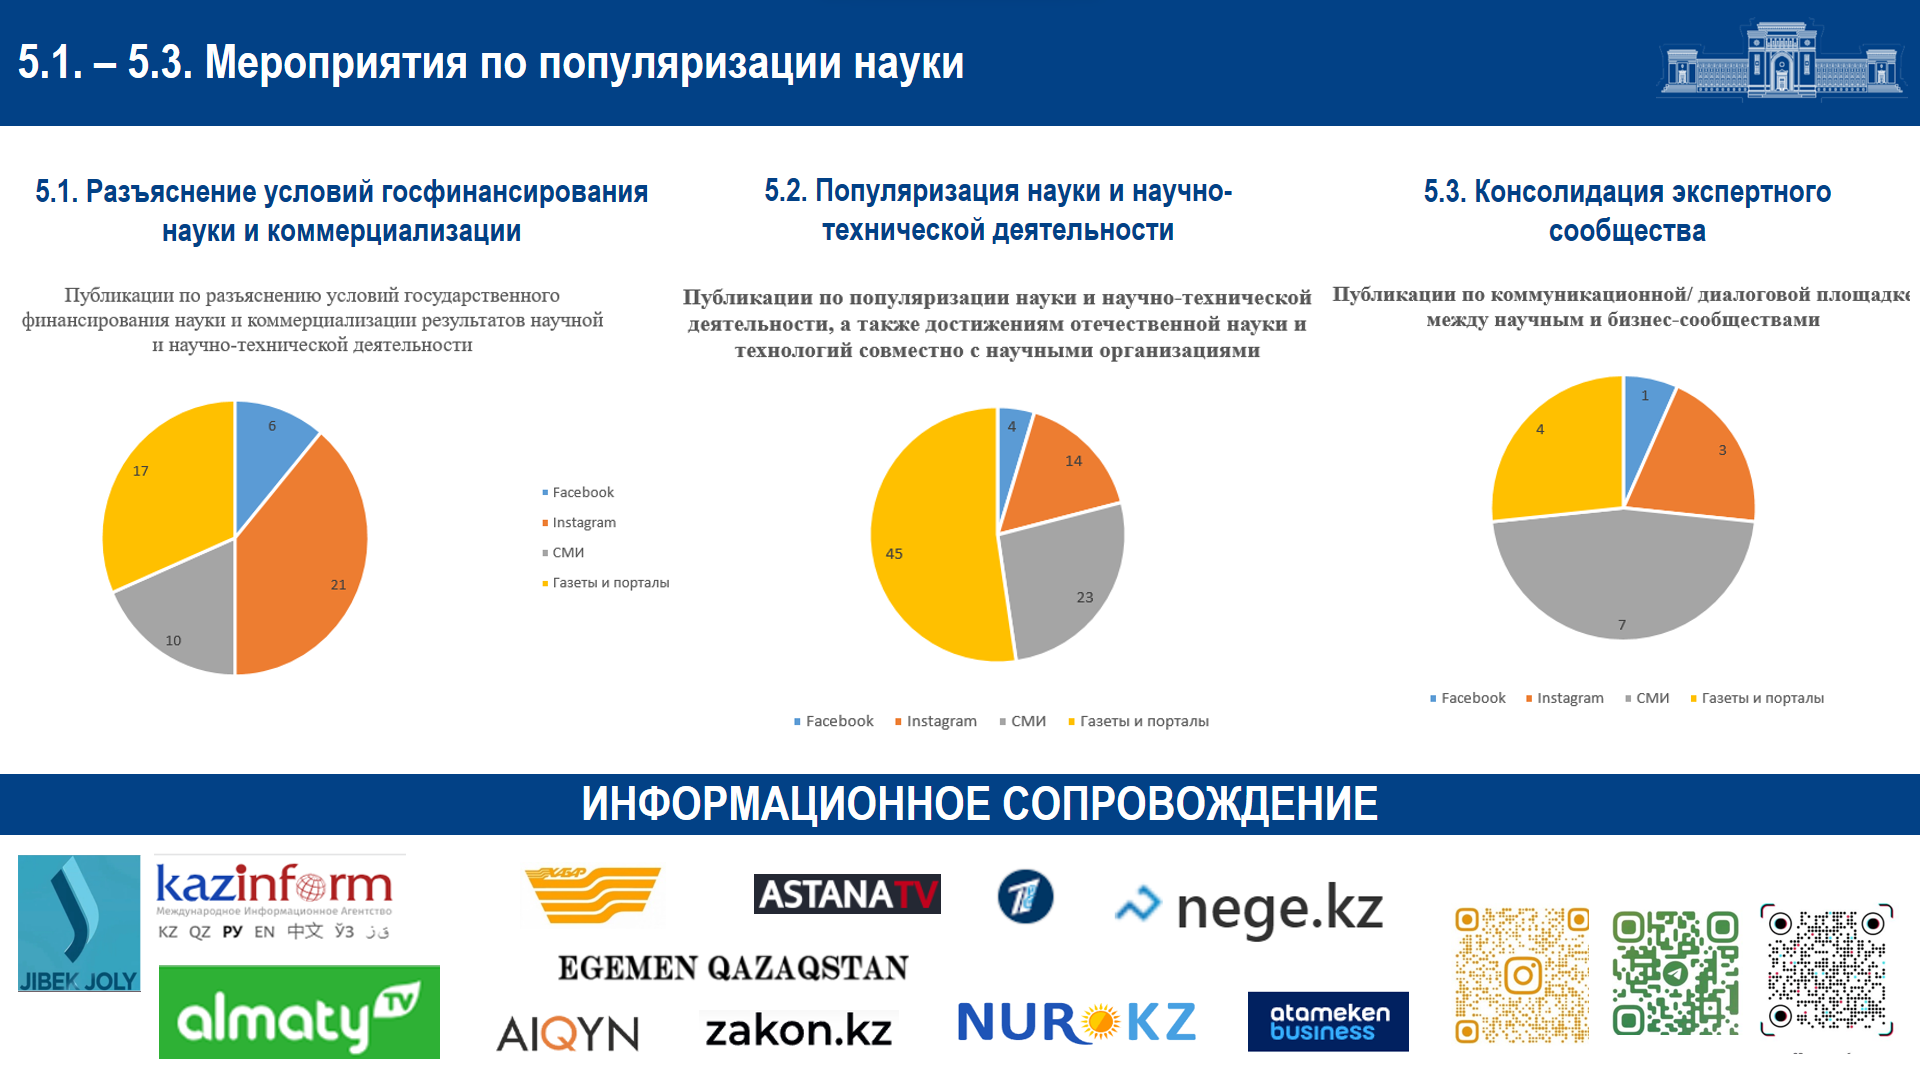 5.1. – 5.3. Мероприятия по популяризации науки
5.1. Разъяснение условий госфинансирования
науки и коммерциализации
Публикации по разъяснению условий государственного
финансирования науки и коммерциализации результатов научной
и научно-технической деятельности
6
21
10
17
Facebook
Instagram
СМИ
Газеты и порталы
5.2. Популяризация науки и научно-
технической деятельности
Публикации по популяризации науки и научно-технической
деятельности, а также достижениям отечественной науки и
технологий совместно с научными организациями
4
14
23
45
Facebook Instagram СМИ Газеты и порталы
5.3. Консолидация экспертного
сообщества
Публикации по коммуникационной/ диалоговой площадке
между научным и бизнес-сообществами
1
3
7
4
Facebook Instagram СМИ Газеты и порталы
ИНФОРМАЦИОННОЕ СОПРОВОЖДЕНИЕ
JIBEK JOLY
kazinform
Международное Информационное Агентство
KZ QZ РУ EN 中文 ЎЗ ق ز
almaty TV
ХАБАР
ASTANA TV
nege.kz
EGEMEN QAZAQSTAN
AIQYN
zakon.kz
NUR KZ
atameken
business